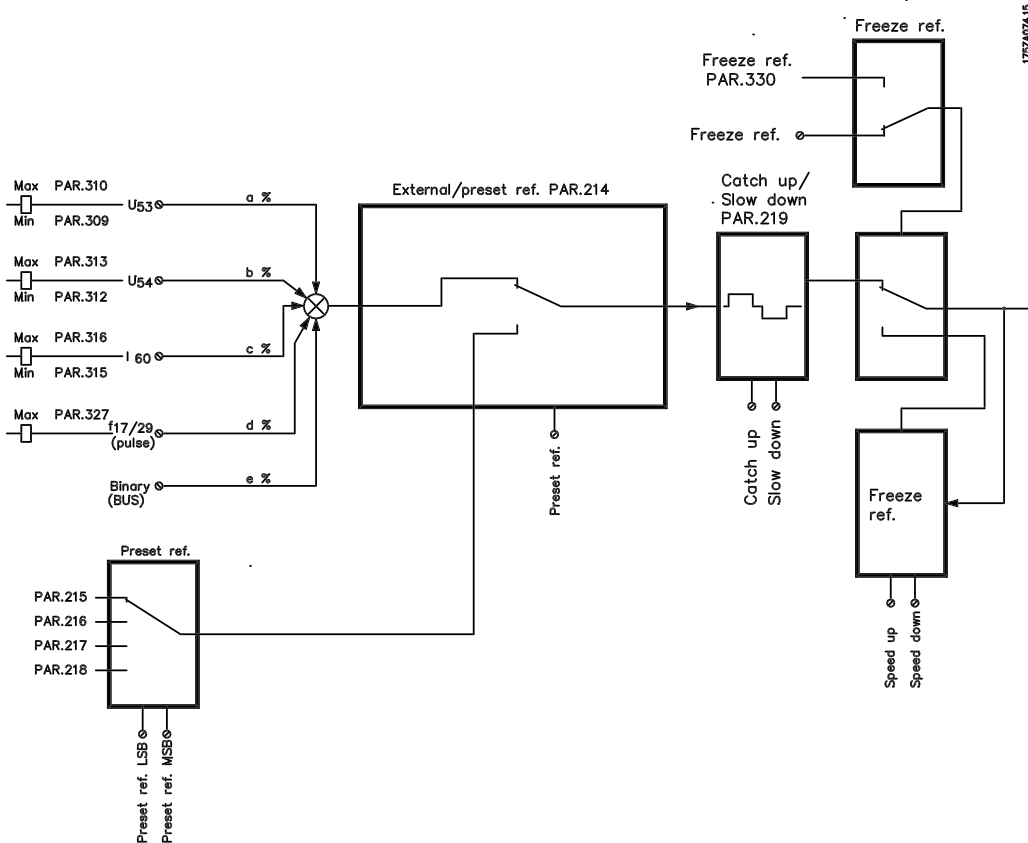 1757A07A15
Freeze ref.
Freeze ref.
PAR.330
Freeze ref.
Max PAR.310
U53
Min PAR.309
a %
External/preset ref. PAR.214
Catch up/
Slow down
PAR.219
Max PAR.313
U54
Min PAR.312
b %
Max PAR.316
I 60
Min PAR.315
c %
Max PAR.327
f17/29
(pulse)
d %
Binary
(BUS)
e %
Preset ref.
Catch up
Slow down
Freeze
ref.
Speed up
Speed down
Preset ref.
PAR.215
PAR.216
PAR.217
PAR.218
Preset ref. LSB
Preset ref. MSB